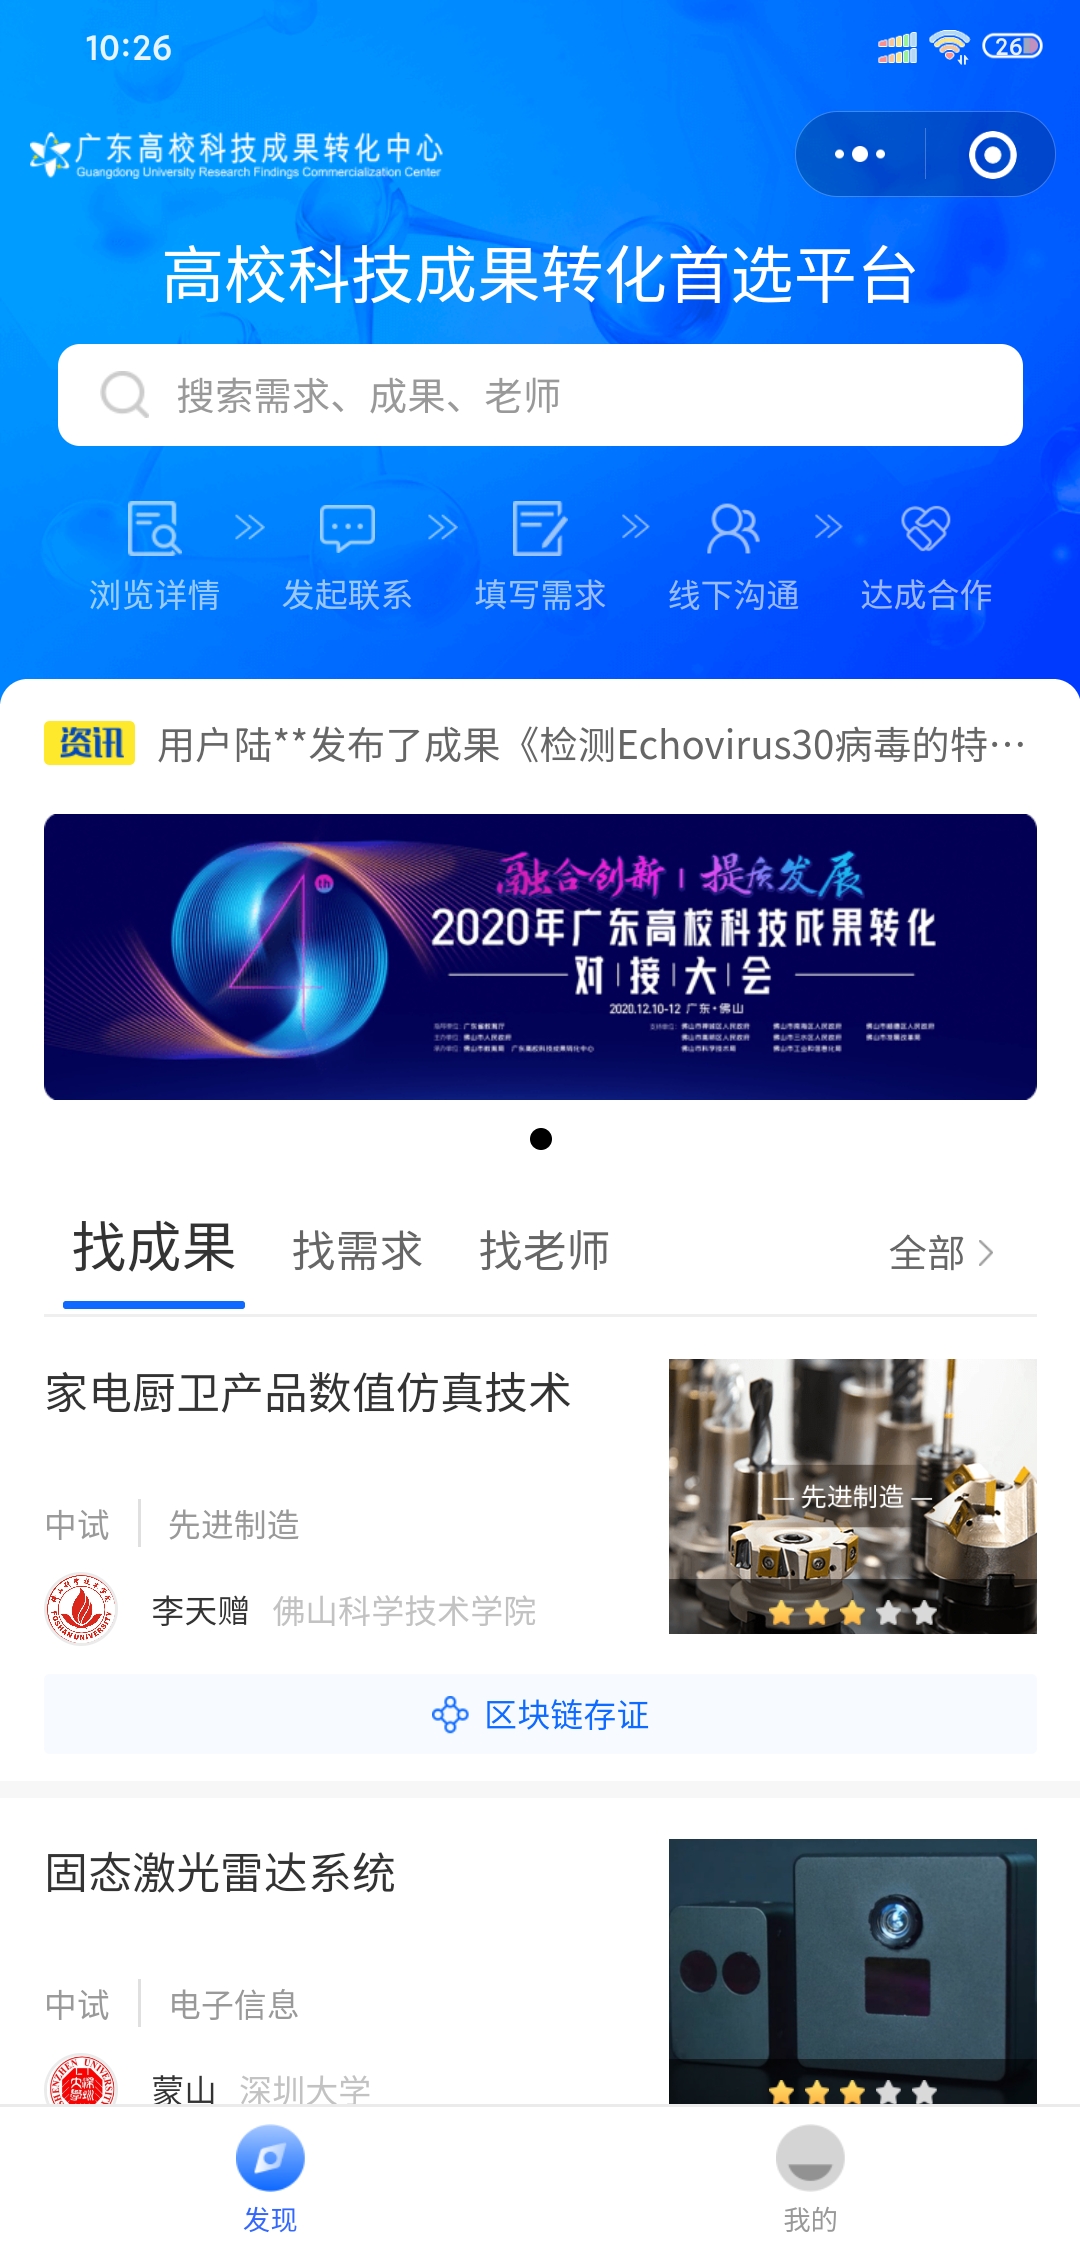 10:26
26
广东高校科技成果转化中心
Guangdong University Research Findings Commercialization Center
高校科技成果转化首选平台
搜索需求、成果、老师
浏览详情
发起联系
填写需求
线下沟通
达成合作
资讯 用户陆**发布了成果《检测Echovirus30病毒的特…
4th
融合创新 | 提质发展
2020年广东高校科技成果转化
对|接|大|会
2020.12.10-12 广东·佛山
找成果 找需求 找老师 全部
家电厨卫产品数值仿真技术
— 先进制造 —
中试 先进制造
李天赠 佛山科学技术学院
FOSHAN UNIVERSITY
区块链存证
固态激光雷达系统
中试 电子信息
蒙山 深圳大学
发现
我的